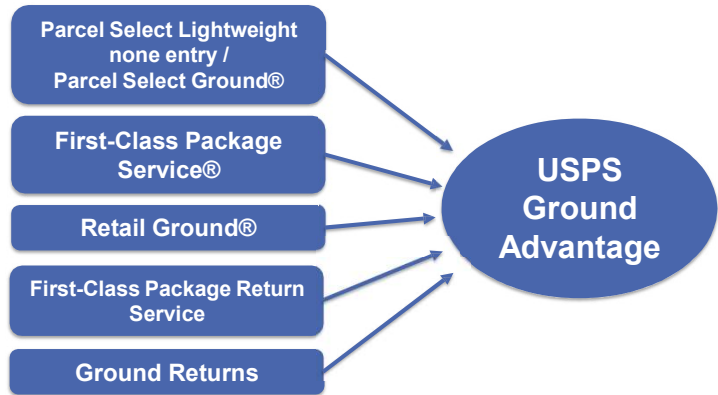 Parcel Select Lightweight
none entry /
Parcel Select Ground®
First-Class Package
Service®
Retail Ground®
First-Class Package Return
Service
Ground Returns
USPS
Ground
Advantage